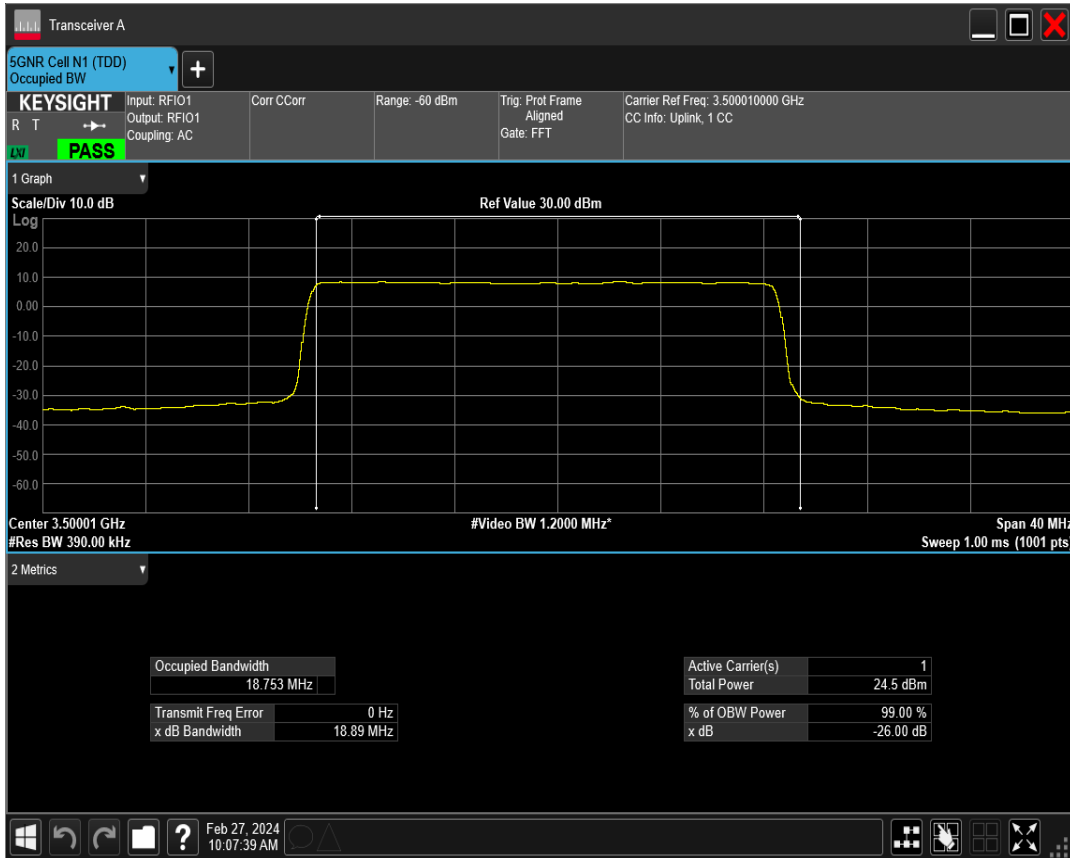 Transceiver A
5GNR Cell N1 (TDD)
Occupied BW
+
KEYSIGHT
R T
LXI
PASS
Input: RFIO1
Output: RFIO1
Coupling: AC
Corr CCorr
Range: -60 dBm
Trig: Prot Frame
Aligned
Gate: FFT
Carrier Ref Freq: 3.500010000 GHz
CC Info: Uplink, 1 CC
1 Graph
Scale/Div 10.0 dB
Ref Value 30.00 dBm
Log
20.0
10.0
0.00
-10.0
-20.0
-30.0
-40.0
-50.0
-60.0
Center 3.50001 GHz
#Video BW 1.2000 MHz*
Span 40 MHz
#Res BW 390.00 kHz
Sweep 1.00 ms (1001 pts)
2 Metrics
Occupied Bandwidth
18.753 MHz
Transmit Freq Error 0 Hz
x dB Bandwidth 18.89 MHz
Active Carrier(s) 1
Total Power 24.5 dBm
% of OBW Power 99.00 %
x dB -26.00 dB
?
Feb 27, 2024
10:07:39 AM